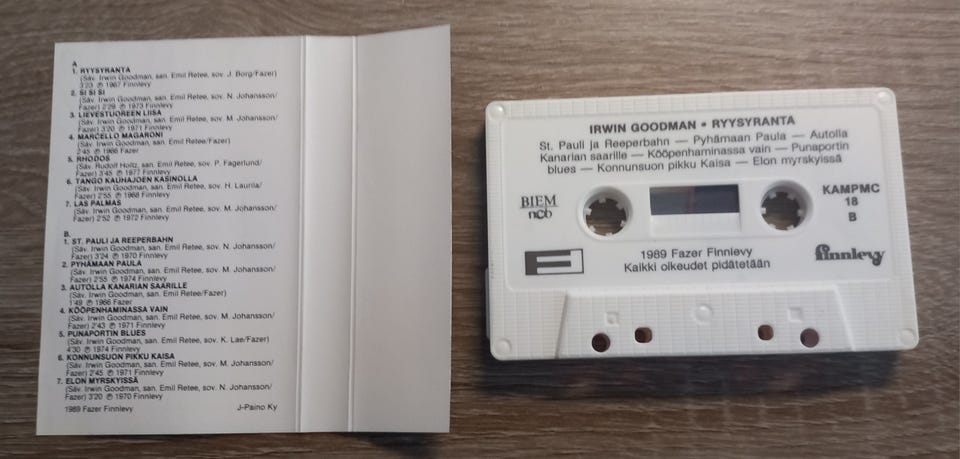 A
1. RYYSYRANTA
(Säv. Irwin Goodman, san. Emil Retee, sov. J. Borg/Fazer)
3'23 ℗ 1967 Finnlevy
2. SI SI SI
(Säv. Irwin Goodman, san. Emil Retee, sov. N. Johansson/
Fazer) 2'29 ℗ 1973 Finnlevy
3. LIEVESTUOREEN LIISA
(Säv. Irwin Goodman, san. Emil Retee, sov. M. Johansson/
Fazer) 3'20 ℗ 1971 Finnlevy
4. MARCELLO MAGARONI
(Säv. Irwin Goodman, san. Emil Retee/Fazer)
2'45 ℗ 1966 Fazer
5. RHODOS
(Säv. Rudolf Holtz, san. Emil Retee, sov. P. Fagerlund/
Fazer) 3'45 ℗ 1977 Finnlevy
6. TANGO KAUHAJOEN KASINOLLA
(Säv. Irwin Goodman, san. Emil Retee, sov. H. Laurila/
Fazer) 2'55 ℗ 1968 Finnlevy
7. LAS PALMAS
(Säv. Irwin Goodman, san. Emil Retee, sov. M. Johansson/
Fazer) 2'52 ℗ 1972 Finnlevy
B.
1. ST. PAULI JA REEPERBAHN
(Säv. Irwin Goodman, san. Emil Retee, sov. N. Johansson/
Fazer) 3'24 ℗ 1970 Finnlevy
2. PYHÄMAAN PAULA
(Säv. Irwin Goodman, san. Emil Retee, sov. M. Johansson/
Fazer) 2'55 ℗ 1974 Finnlevy
3. AUTOLLA KANARIAN SAARILLE
(Säv. Irwin Goodman, san. Emil Retee/Fazer)
1'49 ℗ 1966 Fazer
4. KÖÖPENHAMINASSA VAIN
(Säv. Irwin Goodman, san. Emil Retee, sov. M. Johansson/
Fazer) 2'43 ℗ 1971 Finnlevy
5. PUNAPORTIN BLUES
(Säv. Irwin Goodman, san. Emil Retee, sov. K. Lae/Fazer)
4'30 ℗ 1974 Finnlevy
6. KONNUNSUON PIKKU KAISA
(Säv. Irwin Goodman, san. Emil Retee, sov. M. Johansson/
Fazer) 2'45 ℗ 1971 Finnlevy
7. ELON MYRSKYISSÄ
(Säv. Irwin Goodman, san. Emil Retee, sov. N. Johansson/
Fazer) 3'20 ℗ 1970 Finnlevy
1989 Fazer Finnlevy J-Paino Ky
IRWIN GOODMAN • RYYSYRANTA
St. Pauli ja Reeperbahn — Pyhämaan Paula — Autolla
Kanarian saarille — Kööpenhaminassa vain — Punaportin
blues — Konnunsuon pikku Kaisa — Elon myrskyissä
BIEM
ncb
KAMPMC
18
B
1989 Fazer Finnlevy
Kaikki oikeudet pidätetään
finnlevy